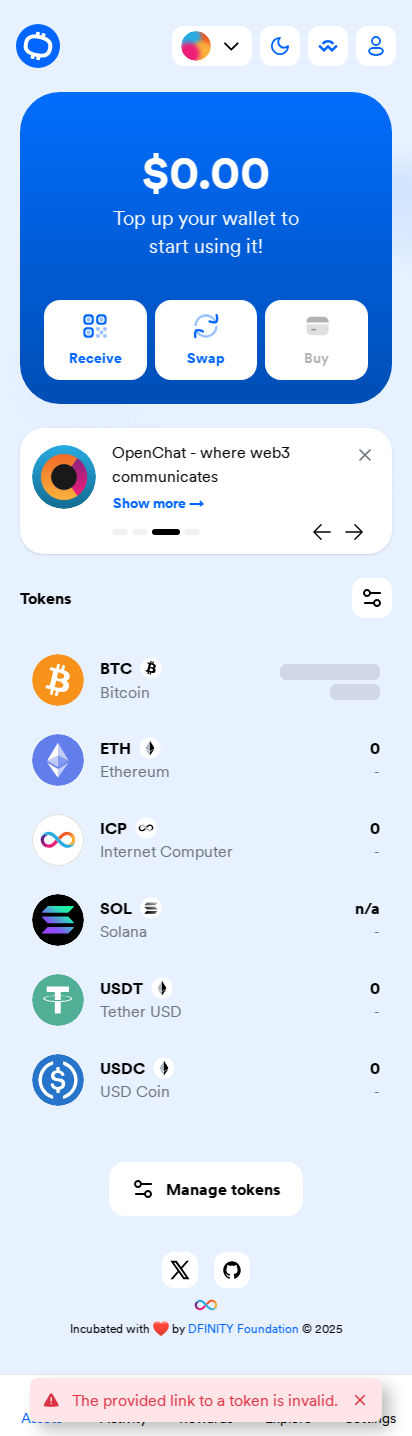 $0.00
Top up your wallet to
start using it!
Receive
Swap
Buy
OpenChat - where web3
communicates
Show more →
Tokens
BTC
Bitcoin
ETH
0
Ethereum
-
ICP
0
Internet Computer
-
SOL
n/a
Solana
-
USDT
0
Tether USD
-
USDC
0
USD Coin
-
Manage tokens
Incubated with ❤️ by DFINITY Foundation © 2025
The provided link to a token is invalid.
Assets Activity Rewards Explore Settings